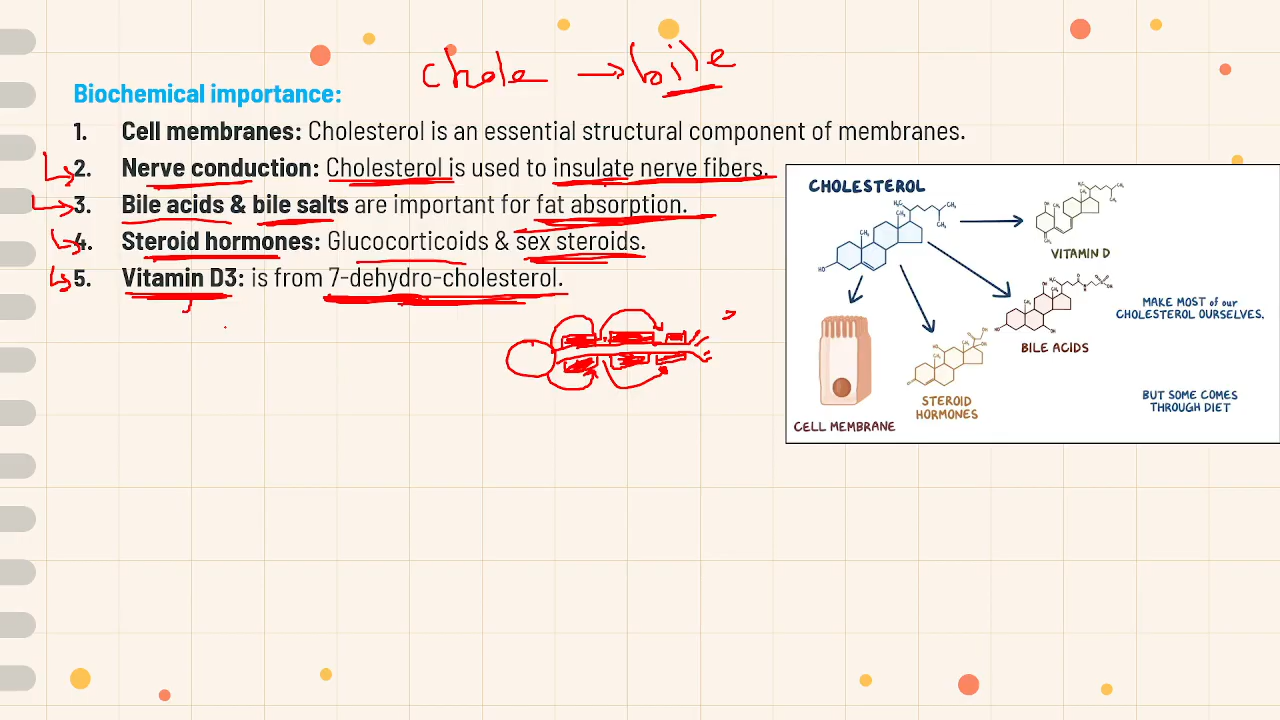 chole → bile
Biochemical importance:
1. Cell membranes: Cholesterol is an essential structural component of membranes.
2. Nerve conduction: Cholesterol is used to insulate nerve fibers.
3. Bile acids & bile salts are important for fat absorption.
4. Steroid hormones: Glucocorticoids & sex steroids.
5. Vitamin D3: is from 7-dehydro-cholesterol.
CHOLESTEROL
VITAMIN D
BILE ACIDS
MAKE MOST of our
CHOLESTEROL OURSELVES.
STEROID
HORMONES
CELL MEMBRANE
BUT SOME COMES
THROUGH DIET